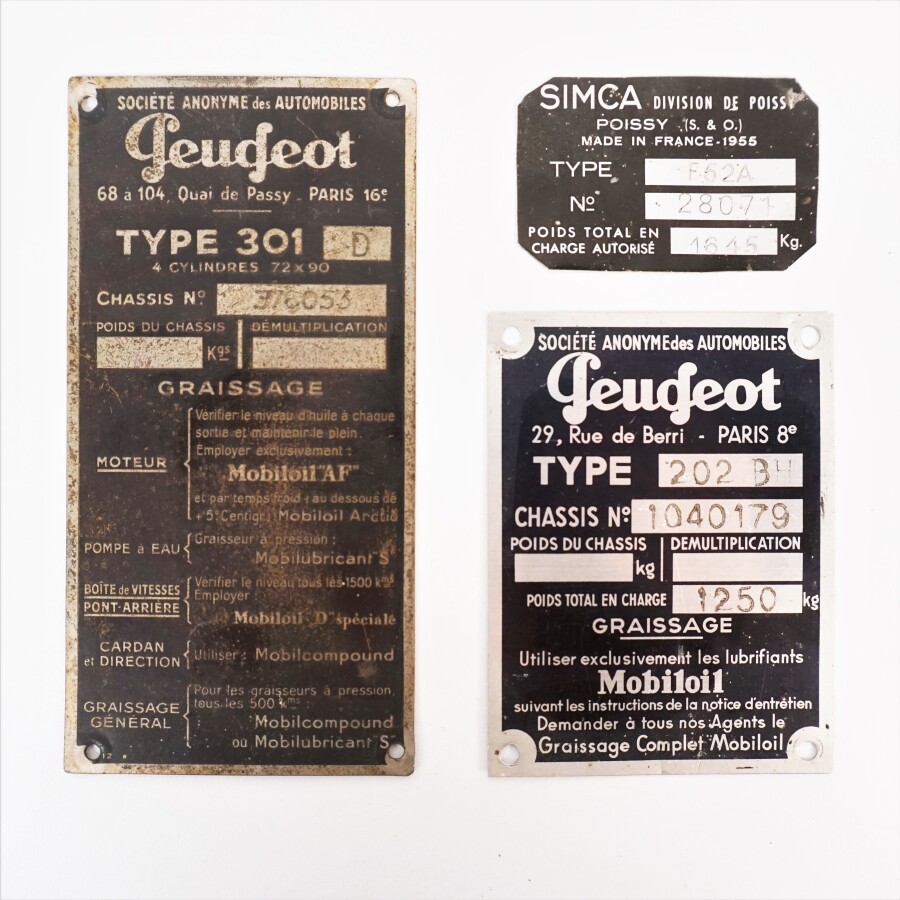 SOCIÉTÉ ANONYME des AUTOMOBILES
Peugeot
68 à 104, Quai de Passy - PARIS 16e
TYPE 301 D
4 CYLINDRES 72 x 90
CHASSIS No
POIDS DU CHASSIS DÉMULTIPLICATION
Kgs
GRAISSAGE
MOTEUR
Vérifier le niveau d'huile à chaque
sortie et maintenir le plein.
Employer exclusivement :
Mobiloil "AF"
et par temps froid : au dessous de
+5° Centigr. Mobiloil Arctic
POMPE à EAU
Graisseur à pression :
Mobilubricant "S"
BOÎTE de VITESSES
PONT-ARRIÈRE
Vérifier le niveau tous les 1500 kms
Employer :
Mobiloil "D" spéciale
CARDAN
et DIRECTION
Utiliser : Mobilcompound
GRAISSAGE
GÉNÉRAL
Pour les graisseurs à pression,
tous les 500 kms :
Mobilcompound
ou Mobilubricant "S"
12
SIMCA DIVISION DE POISSY
POISSY (S. & O.)
MADE IN FRANCE - 1955
TYPE F52A
No 28071
POIDS TOTAL EN
CHARGE AUTORISÉ 1645 Kg.
SOCIÉTÉ ANONYME des AUTOMOBILES
Peugeot
29, Rue de Berri - PARIS 8e
TYPE 202 BH
CHASSIS No 1040179
POIDS DU CHASSIS DEMULTIPLICATION
kg
POIDS TOTAL EN CHARGE 1250 kg
GRAISSAGE
Utiliser exclusivement les lubrifiants
Mobiloil
suivant les instructions de la notice d'entretien
Demander à tous nos Agents le
Graissage Complet Mobiloil